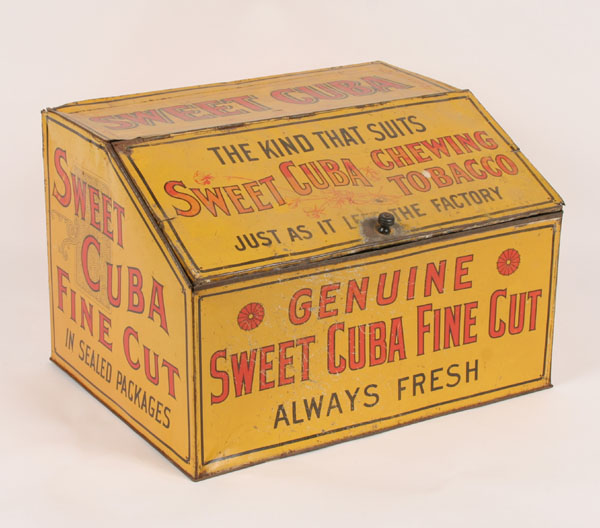 SWEET CUBA
THE KIND THAT SUITS
SWEET CUBA CHEWING
TOBACCO
JUST AS IT LEFT THE FACTORY
GENUINE
SWEET CUBA FINE CUT
ALWAYS FRESH
SWEET
CUBA
FINE CUT
IN SEALED PACKAGES